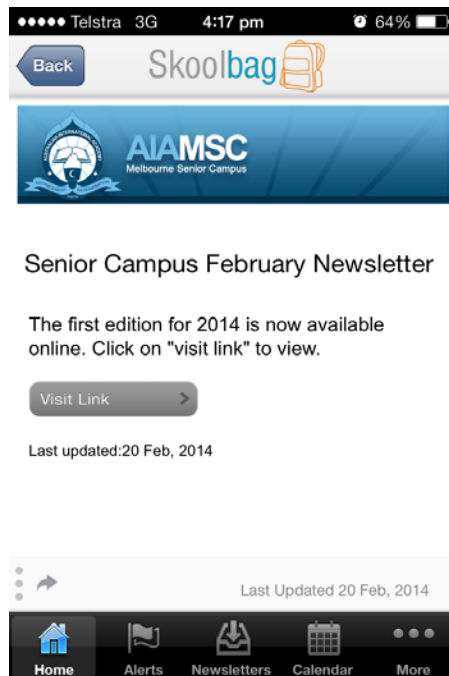 Telstra 3G 4:17 pm 64%
Back Skoolbag
AIAMSC
Melbourne Senior Campus
Senior Campus February Newsletter
The first edition for 2014 is now available
online. Click on "visit link" to view.
Visit Link
Last updated:20 Feb, 2014
Last Updated 20 Feb, 2014
Home Alerts Newsletters Calendar More